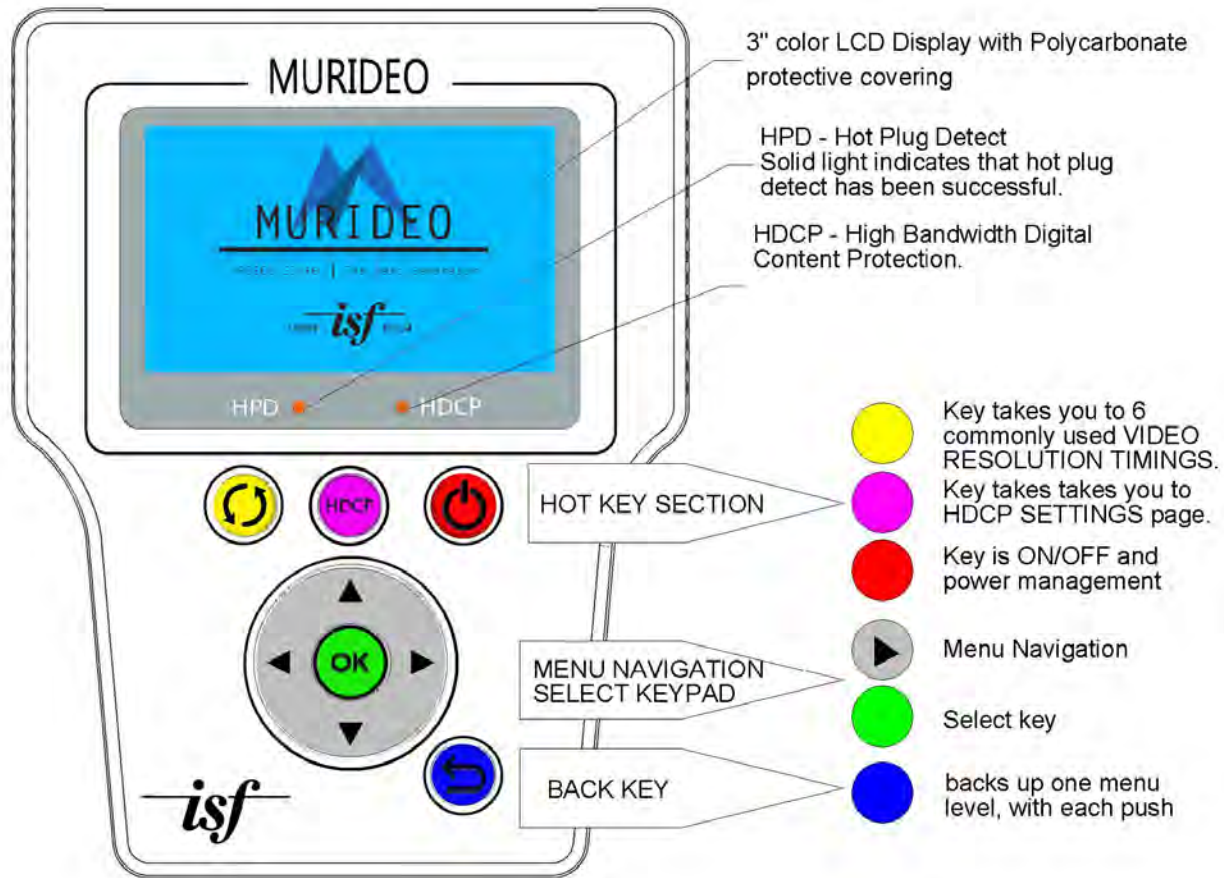 MURIDEO
3" color LCD Display with Polycarbonate
protective covering
HPD - Hot Plug Detect
Solid light indicates that hot plug
detect has been successful.
HDCP - High Bandwidth Digital
Content Protection.
MURIDEO
isf
HPD
HDCP
HDCP
HOT KEY SECTION
Key takes you to 6
commonly used VIDEO
RESOLUTION TIMINGS.
Key takes takes you to
HDCP SETTINGS page.
Key is ON/OFF and
power management
OK
MENU NAVIGATION
SELECT KEYPAD
Menu Navigation
Select key
BACK KEY
backs up one menu
level, with each push
isf